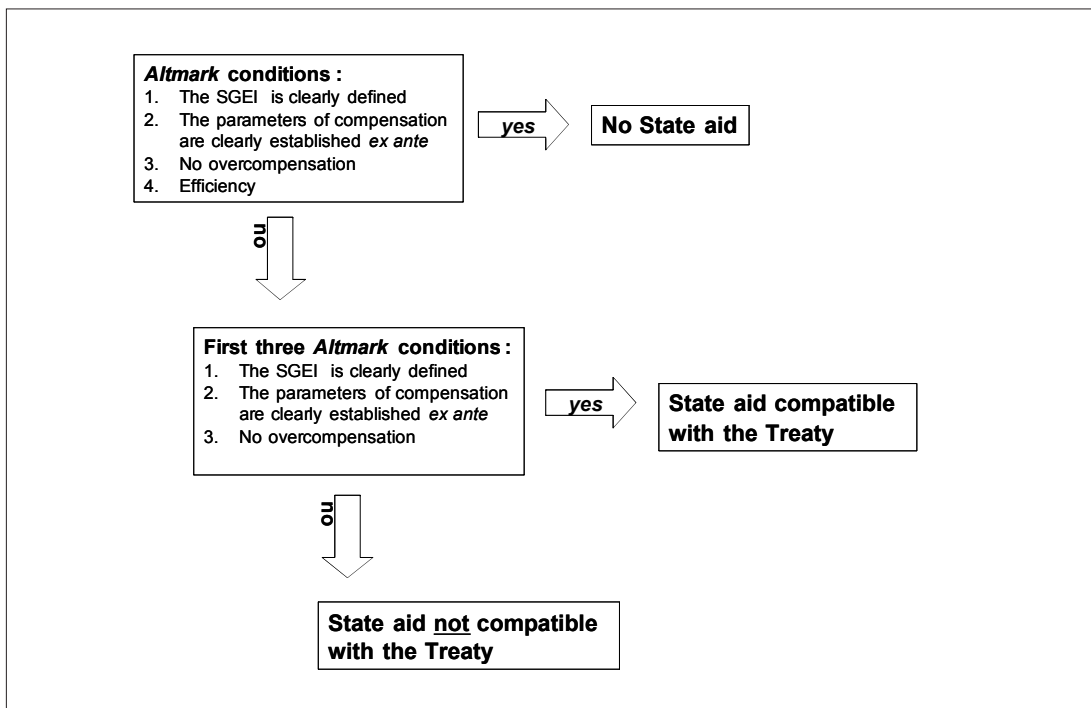 Altmark conditions :
1. The SGEI is clearly defined
2. The parameters of compensation
are clearly established ex ante
3. No overcompensation
4. Efficiency
yes
No State aid
no
First three Altmark conditions :
1. The SGEI is clearly defined
2. The parameters of compensation
are clearly established ex ante
3. No overcompensation
yes
State aid compatible
with the Treaty
no
State aid not compatible
with the Treaty